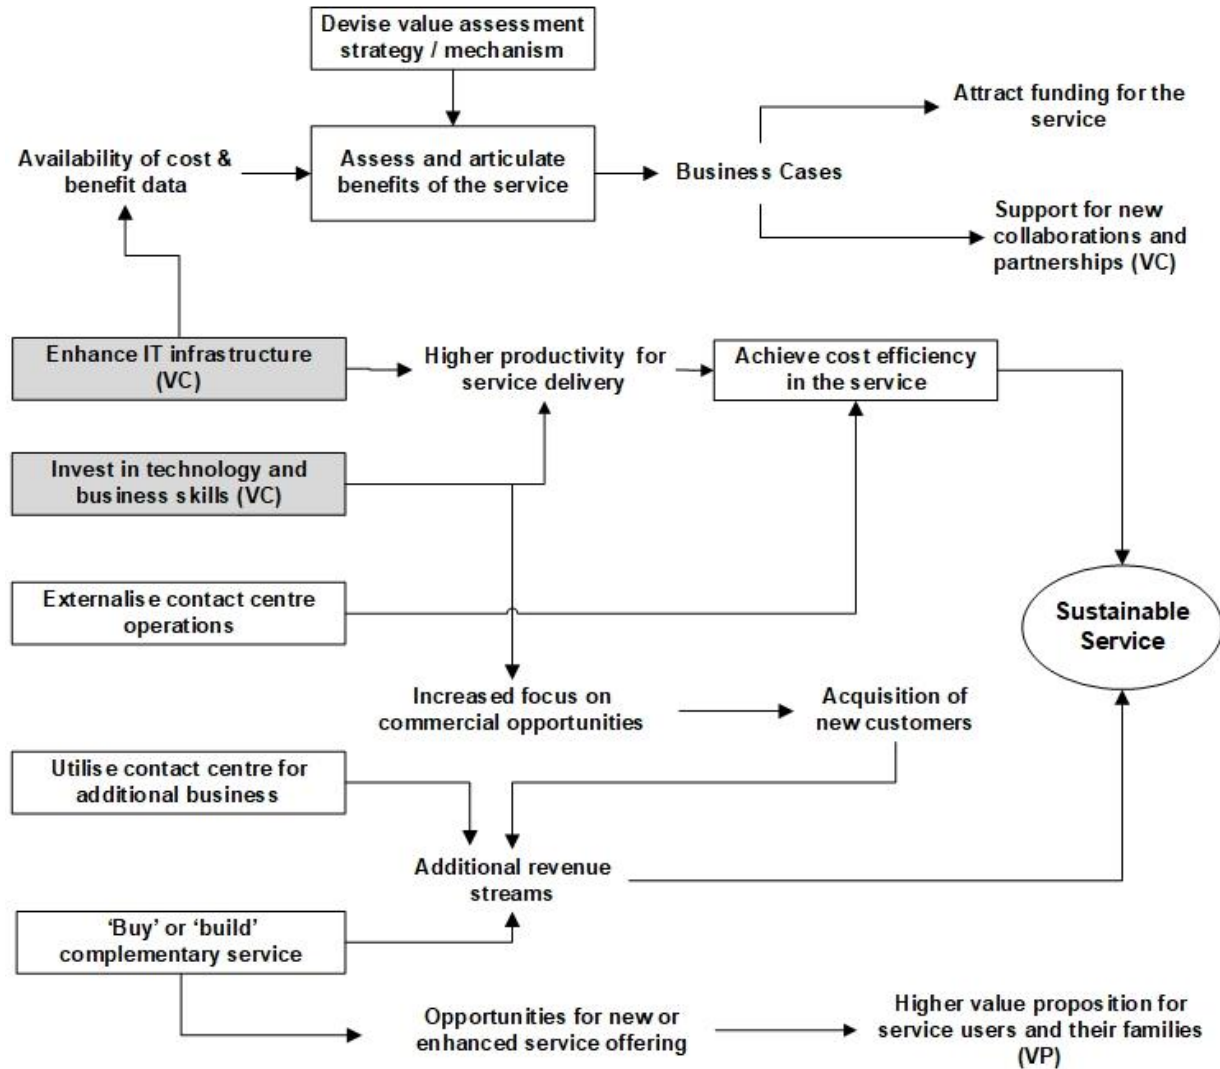 Devise value assessment
strategy / mechanism
Attract funding for the
service
Availability of cost &
benefit data
Assess and articulate
benefits of the service
Business Cases
Support for new
collaborations and
partnerships (VC)
Enhance IT infrastructure
(VC)
Higher productivity for
service delivery
Achieve cost efficiency
in the service
Invest in technology and
business skills (VC)
Externalise contact centre
operations
Sustainable
Service
Increased focus on
commercial opportunities
Acquisition of
new customers
Utilise contact centre for
additional business
Additional revenue
streams
‘Buy’ or ‘build’
complementary service
Opportunities for new or
enhanced service offering
Higher value proposition for
service users and their families
(VP)